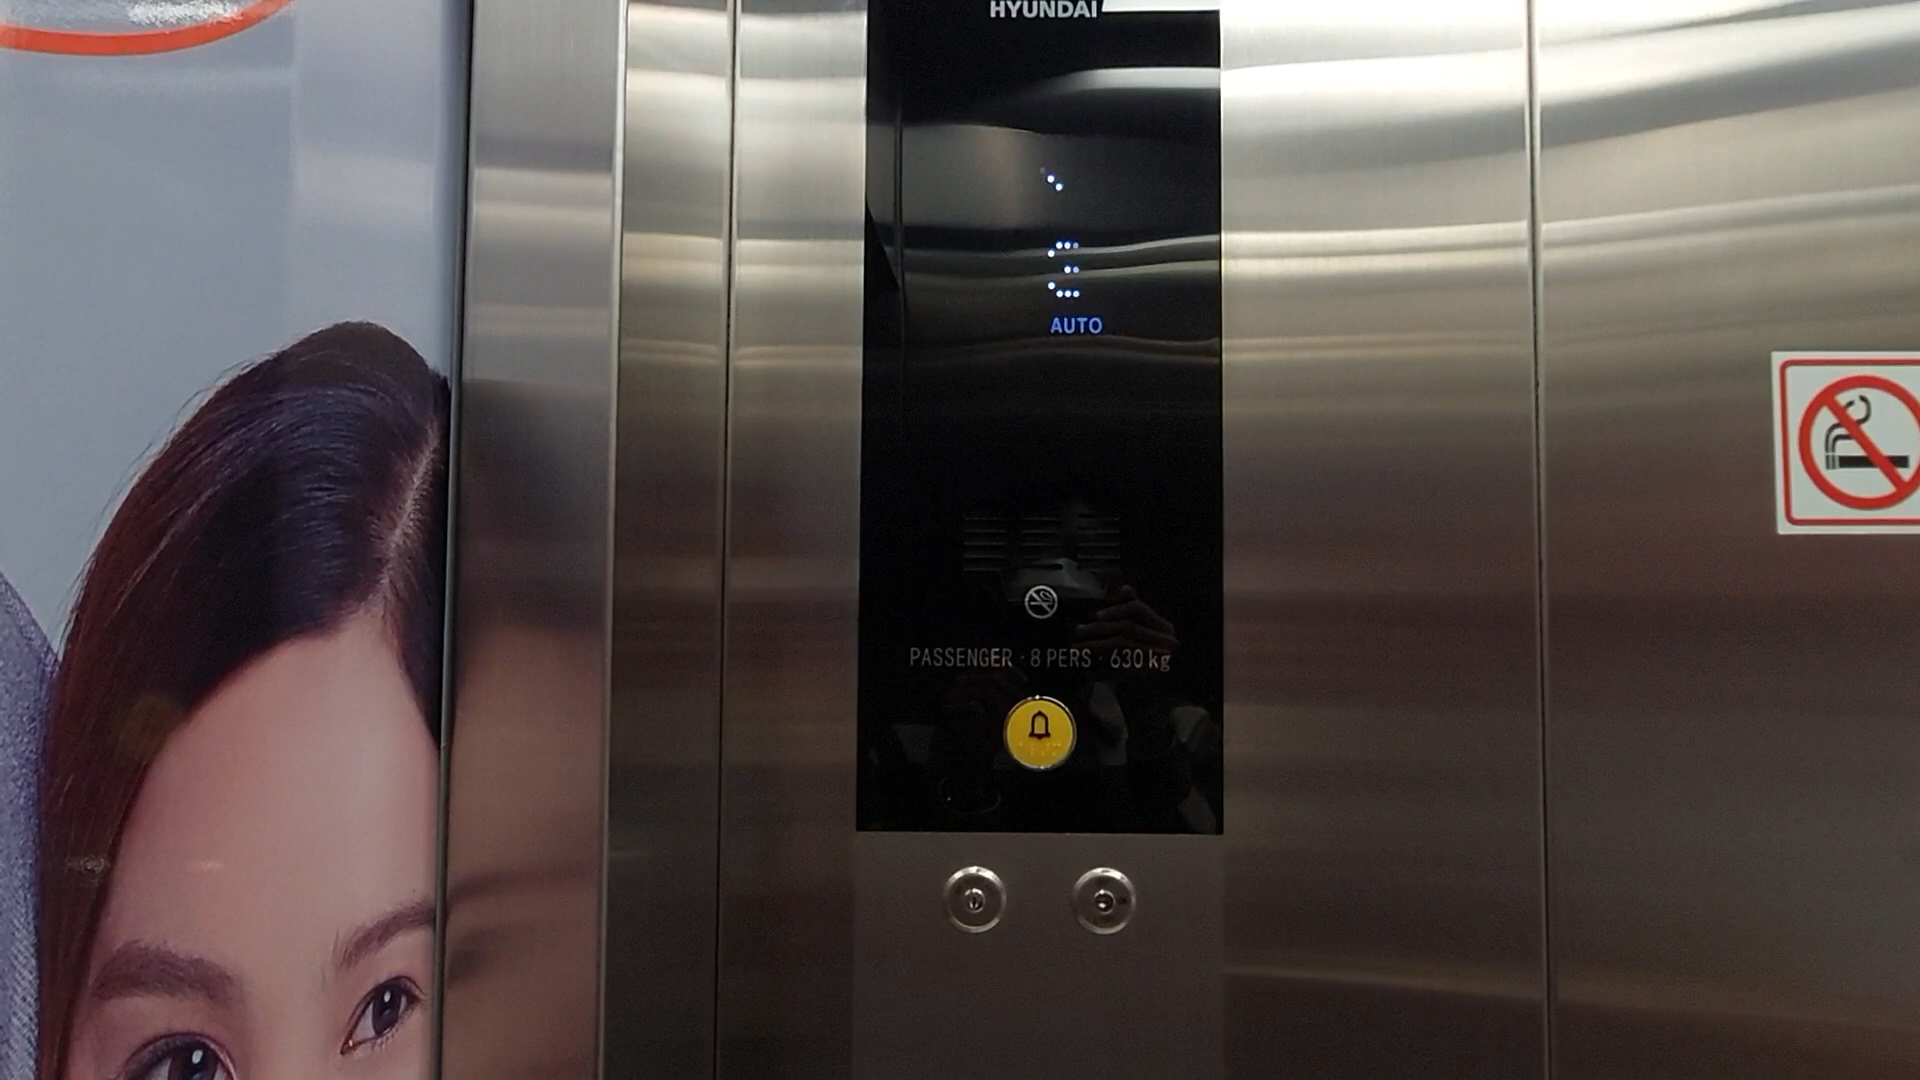 HYUNDAI
AUTO
PASSENGER · 8 PERS · 630 kg